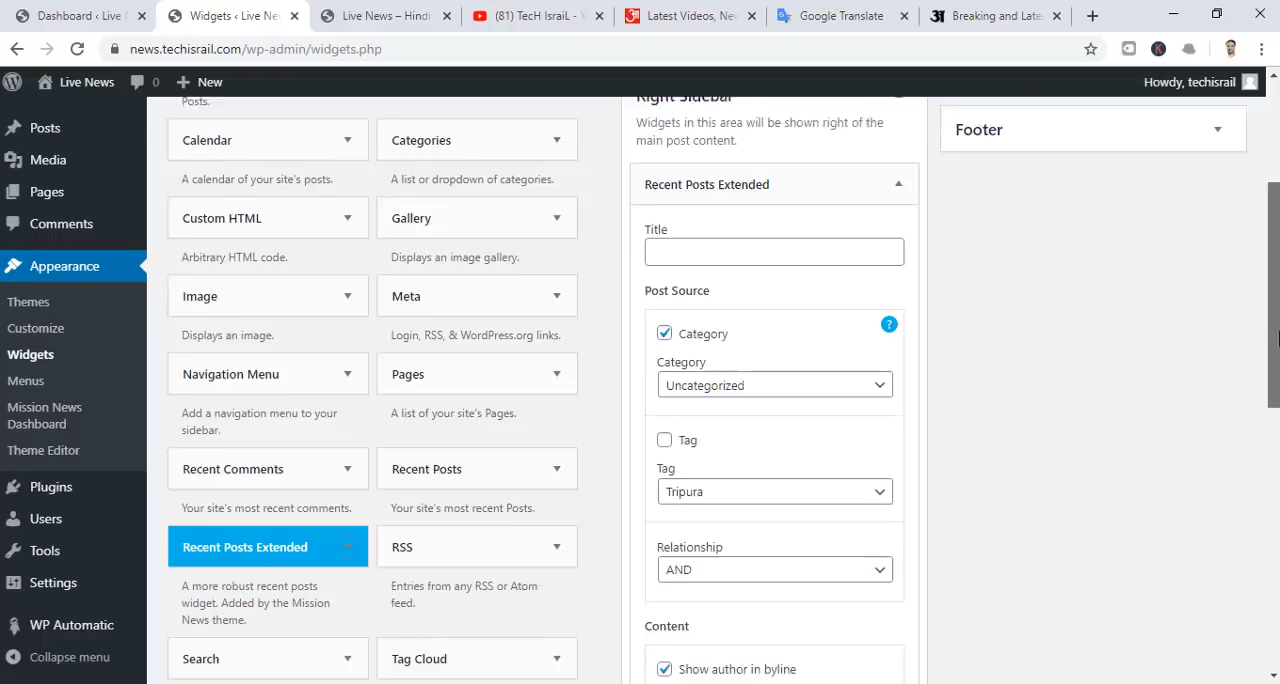 Dashboard ‹ Live
Widgets ‹ Live Ne
Live News – Hindi
(81) TecH IsraiL - Y
Latest Videos, Nev
Google Translate
Breaking and Late
news.techisrail.com/wp-admin/widgets.php
Live News
0
New
Howdy, techisrail
Posts
Media
Pages
Comments
Appearance
Themes
Customize
Widgets
Menus
Mission News
Dashboard
Theme Editor
Plugins
Users
Tools
Settings
WP Automatic
Collapse menu
Posts.
Calendar
Categories
A calendar of your site's posts.
A list or dropdown of categories.
Custom HTML
Gallery
Arbitrary HTML code.
Displays an image gallery.
Image
Meta
Displays an image.
Login, RSS, & WordPress.org links.
Navigation Menu
Pages
Add a navigation menu to your
sidebar.
A list of your site's Pages.
Recent Comments
Recent Posts
Your site's most recent comments.
Your site's most recent Posts.
Recent Posts Extended
RSS
A more robust recent posts
widget. Added by the Mission
News theme.
Entries from any RSS or Atom
feed.
Search
Tag Cloud
Right Sidebar
Widgets in this area will be shown right of the
main post content.
Recent Posts Extended
Title
Post Source
?
Category
Category
Uncategorized
Tag
Tag
Tripura
Relationship
AND
Content
Show author in byline
Footer